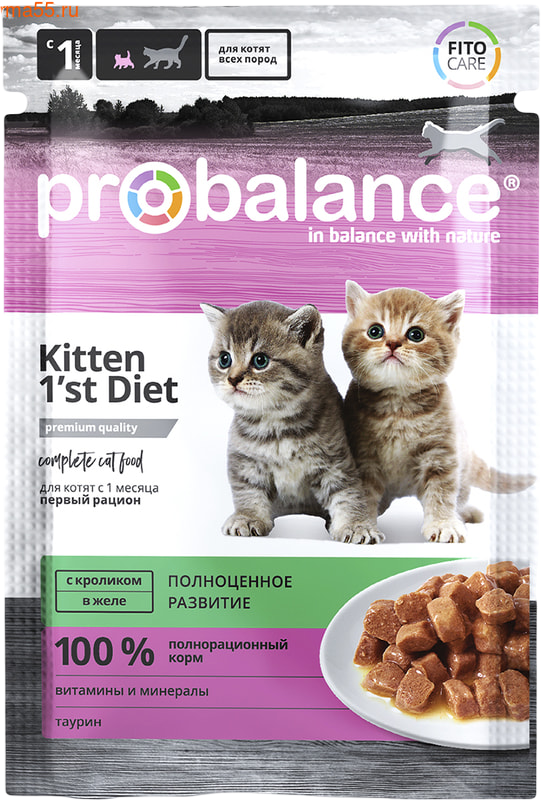 ma55.ru
с 1 месяца
для котят
всех пород
FITO
CARE
probalance®
in balance with nature
Kitten
1'st Diet
premium quality
complete cat food
для котят с 1 месяца
первый рацион
с кроликом
в желе
ПОЛНОЦЕННОЕ
РАЗВИТИЕ
100 %
полнорационный
корм
витамины и минералы
таурин